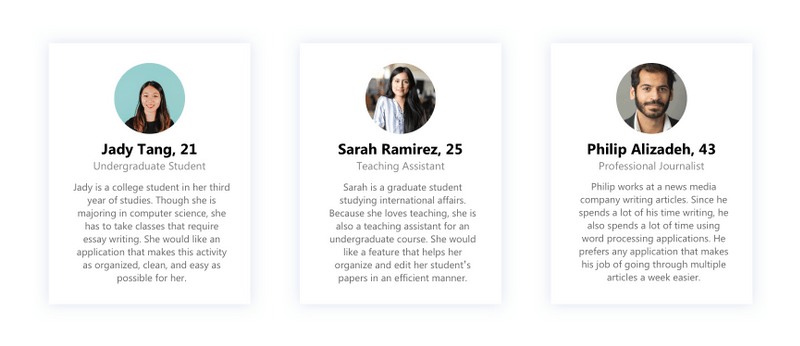 Jady Tang, 21
Undergraduate Student
Jady is a college student in her third
year of studies. Though she is
majoring in computer science, she
has to take classes that require
essay writing. She would like an
application that makes this activity
as organized, clean, and easy as
possible for her.
Sarah Ramirez, 25
Teaching Assistant
Sarah is a graduate student
studying international affairs.
Because she loves teaching, she is
also a teaching assistant for an
undergraduate course. She would
like a feature that helps her
organize and edit her student's
papers in an efficient manner.
Philip Alizadeh, 43
Professional Journalist
Philip works at a news media
company writing articles. Since he
spends a lot of his time writing, he
also spends a lot of time using
word processing applications. He
prefers any application that makes
his job of going through multiple
articles a week easier.